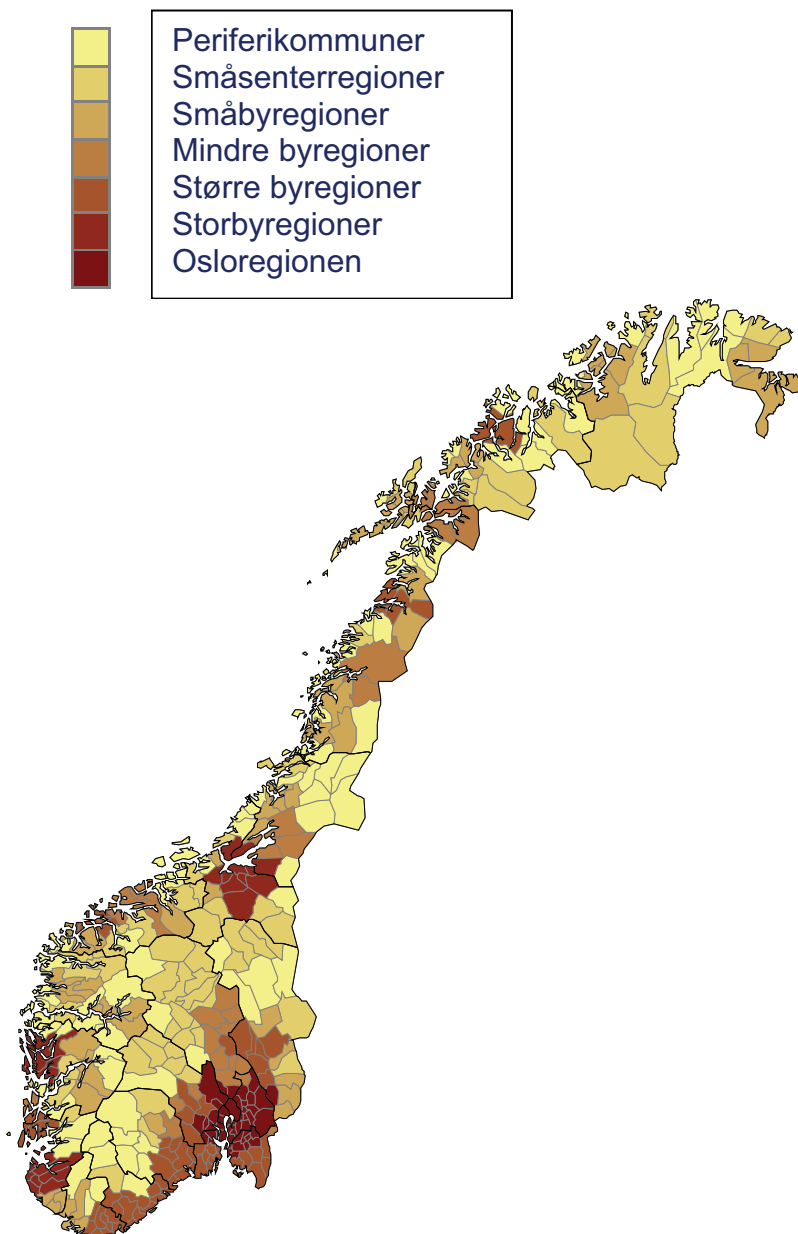 Periferikommuner
Småsenterregioner
Småbyregioner
Mindre byregioner
Større byregioner
Storbyregioner
Osloregionen